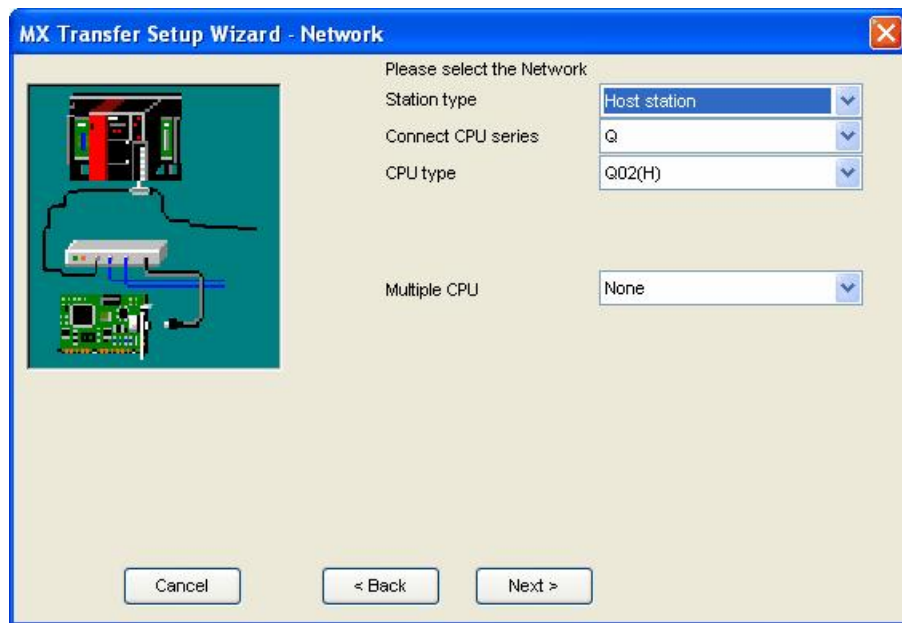 MX Transfer Setup Wizard - Network
Please select the Network
Station type Host station
Connect CPU series Q
CPU type Q02(H)
Multiple CPU None
Cancel < Back Next >